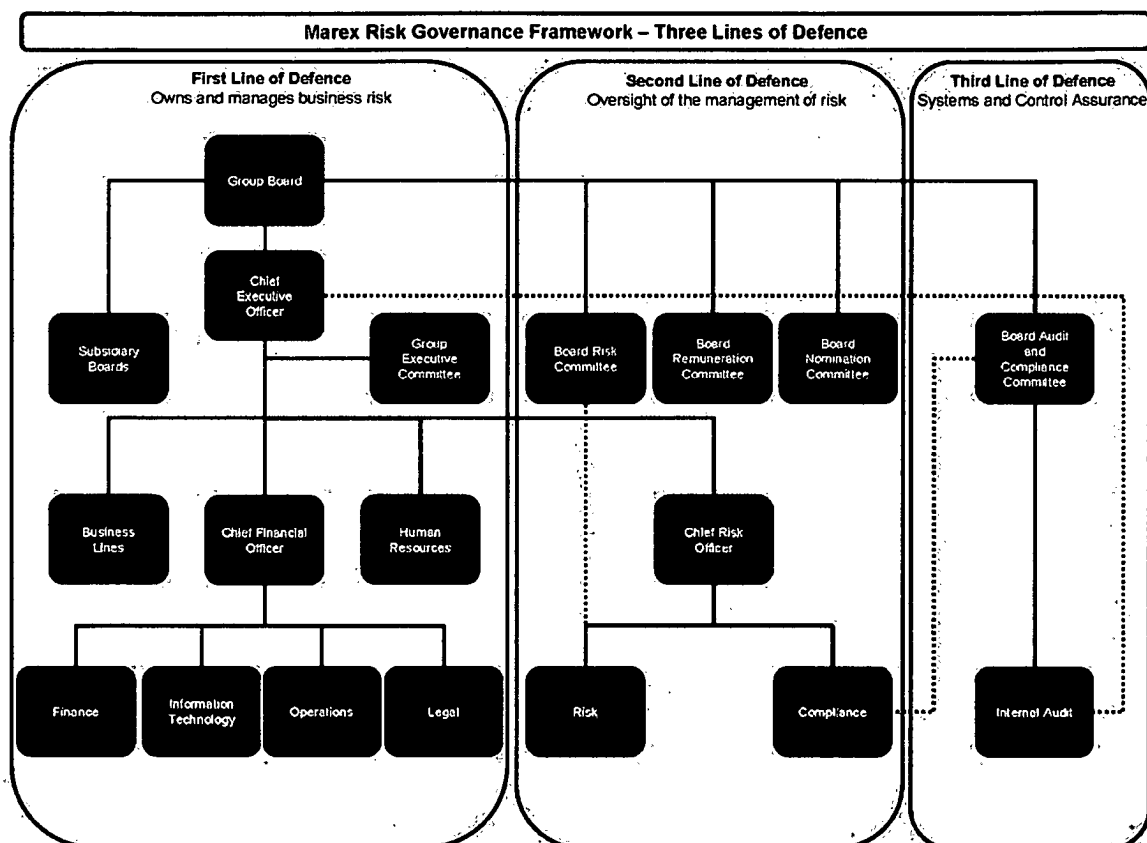 Marex Risk Governance Framework – Three Lines of Defence
First Line of Defence
Owns and manages business risk
Second Line of Defence
Oversight of the management of risk
Third Line of Defence
Systems and Control Assurance
Group Board
Chief
Executive
Officer
Subsidiary
Boards
Group
Executive
Committee
Board Risk
Committee
Board
Remuneration
Committee
Board
Nomination
Committee
Board Audit
and
Compliance
Committee
Business
Lines
Chief Financial
Officer
Human
Resources
Chief Risk
Officer
Finance
Information
Technology
Operations
Legal
Risk
Compliance
Internal Audit